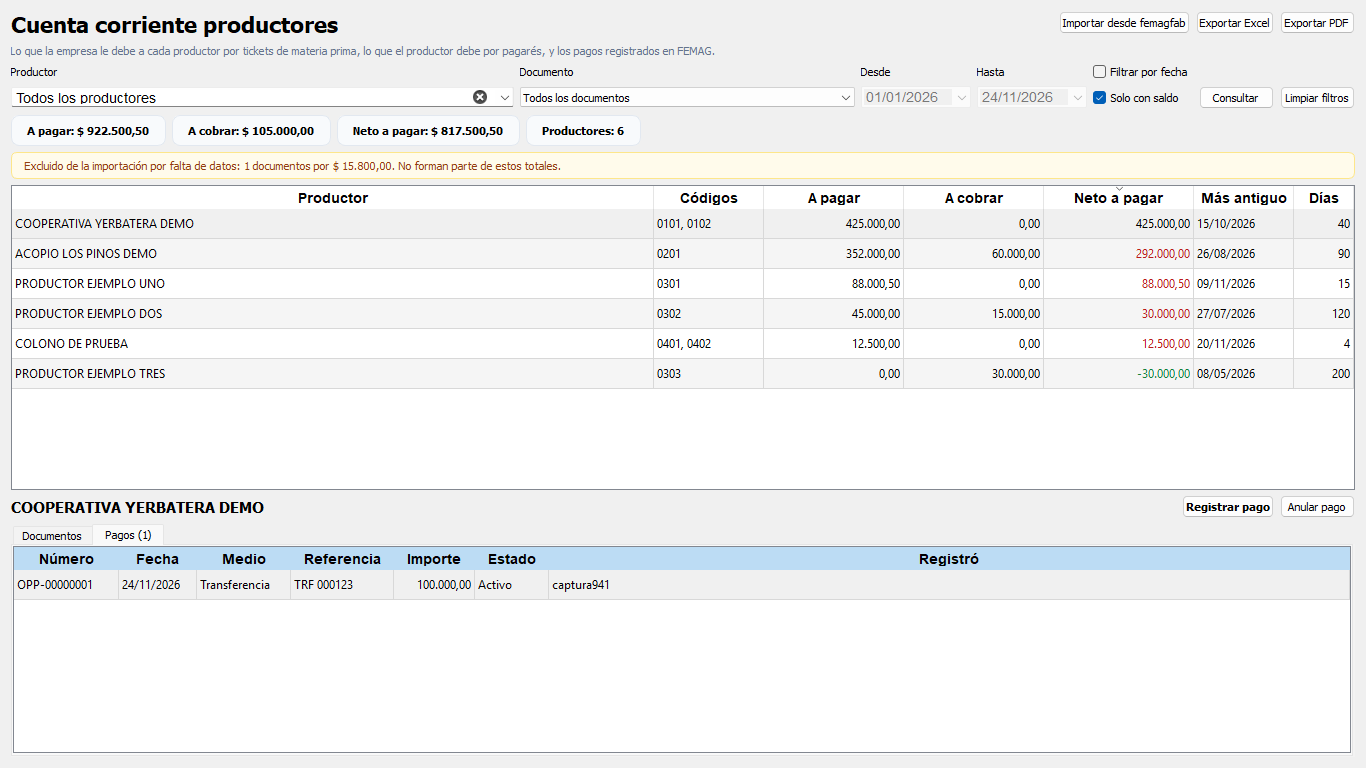 Cuenta corriente productores
Importar desde femagfab Exportar Excel Exportar PDF
Lo que la empresa le debe a cada productor por tickets de materia prima, lo que el productor debe por pagarés, y los pagos registrados en FEMAG.
Productor Documento Desde Hasta Filtrar por fecha
Todos los productores Todos los documentos 01/01/2026 24/11/2026 Solo con saldo Consultar Limpiar filtros
A pagar: $ 922.500,50 A cobrar: $ 105.000,00 Neto a pagar: $ 817.500,50 Productores: 6
Excluido de la importación por falta de datos: 1 documentos por $ 15.800,00. No forman parte de estos totales.
Productor Códigos A pagar A cobrar Neto a pagar Más antiguo Días
COOPERATIVA YERBATERA DEMO 0101, 0102 425.000,00 0,00 425.000,00 15/10/2026 40
ACOPIO LOS PINOS DEMO 0201 352.000,00 60.000,00 292.000,00 26/08/2026 90
PRODUCTOR EJEMPLO UNO 0301 88.000,50 0,00 88.000,50 09/11/2026 15
PRODUCTOR EJEMPLO DOS 0302 45.000,00 15.000,00 30.000,00 27/07/2026 120
COLONO DE PRUEBA 0401, 0402 12.500,00 0,00 12.500,00 20/11/2026 4
PRODUCTOR EJEMPLO TRES 0303 0,00 30.000,00 -30.000,00 08/05/2026 200
COOPERATIVA YERBATERA DEMO Registrar pago Anular pago
Documentos Pagos (1)
Número Fecha Medio Referencia Importe Estado Registró
OPP-00000001 24/11/2026 Transferencia TRF 000123 100.000,00 Activo captura941